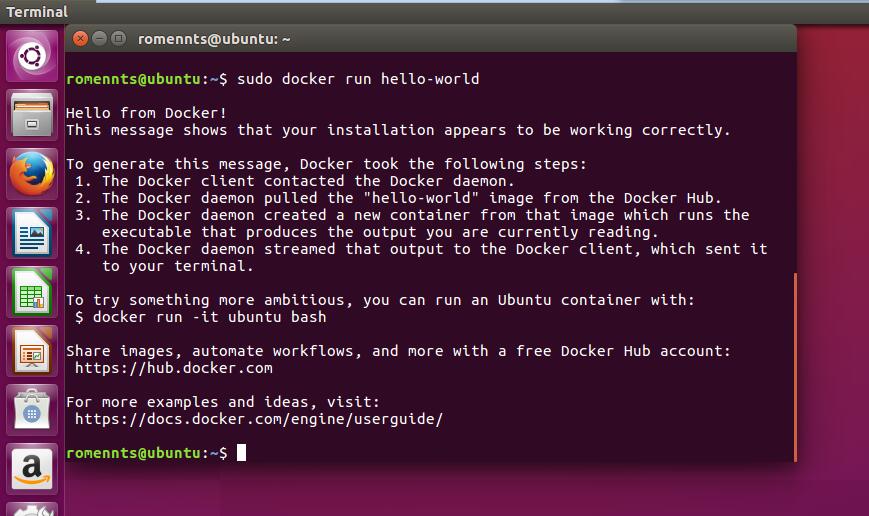 Terminal
romennts@ubuntu: ~
romennts@ubuntu:~$ sudo docker run hello-world
Hello from Docker!
This message shows that your installation appears to be working correctly.
To generate this message, Docker took the following steps:
1. The Docker client contacted the Docker daemon.
2. The Docker daemon pulled the "hello-world" image from the Docker Hub.
3. The Docker daemon created a new container from that image which runs the
executable that produces the output you are currently reading.
4. The Docker daemon streamed that output to the Docker client, which sent it
to your terminal.
To try something more ambitious, you can run an Ubuntu container with:
$ docker run -it ubuntu bash
Share images, automate workflows, and more with a free Docker Hub account:
https://hub.docker.com
For more examples and ideas, visit:
https://docs.docker.com/engine/userguide/
romennts@ubuntu:~$
a